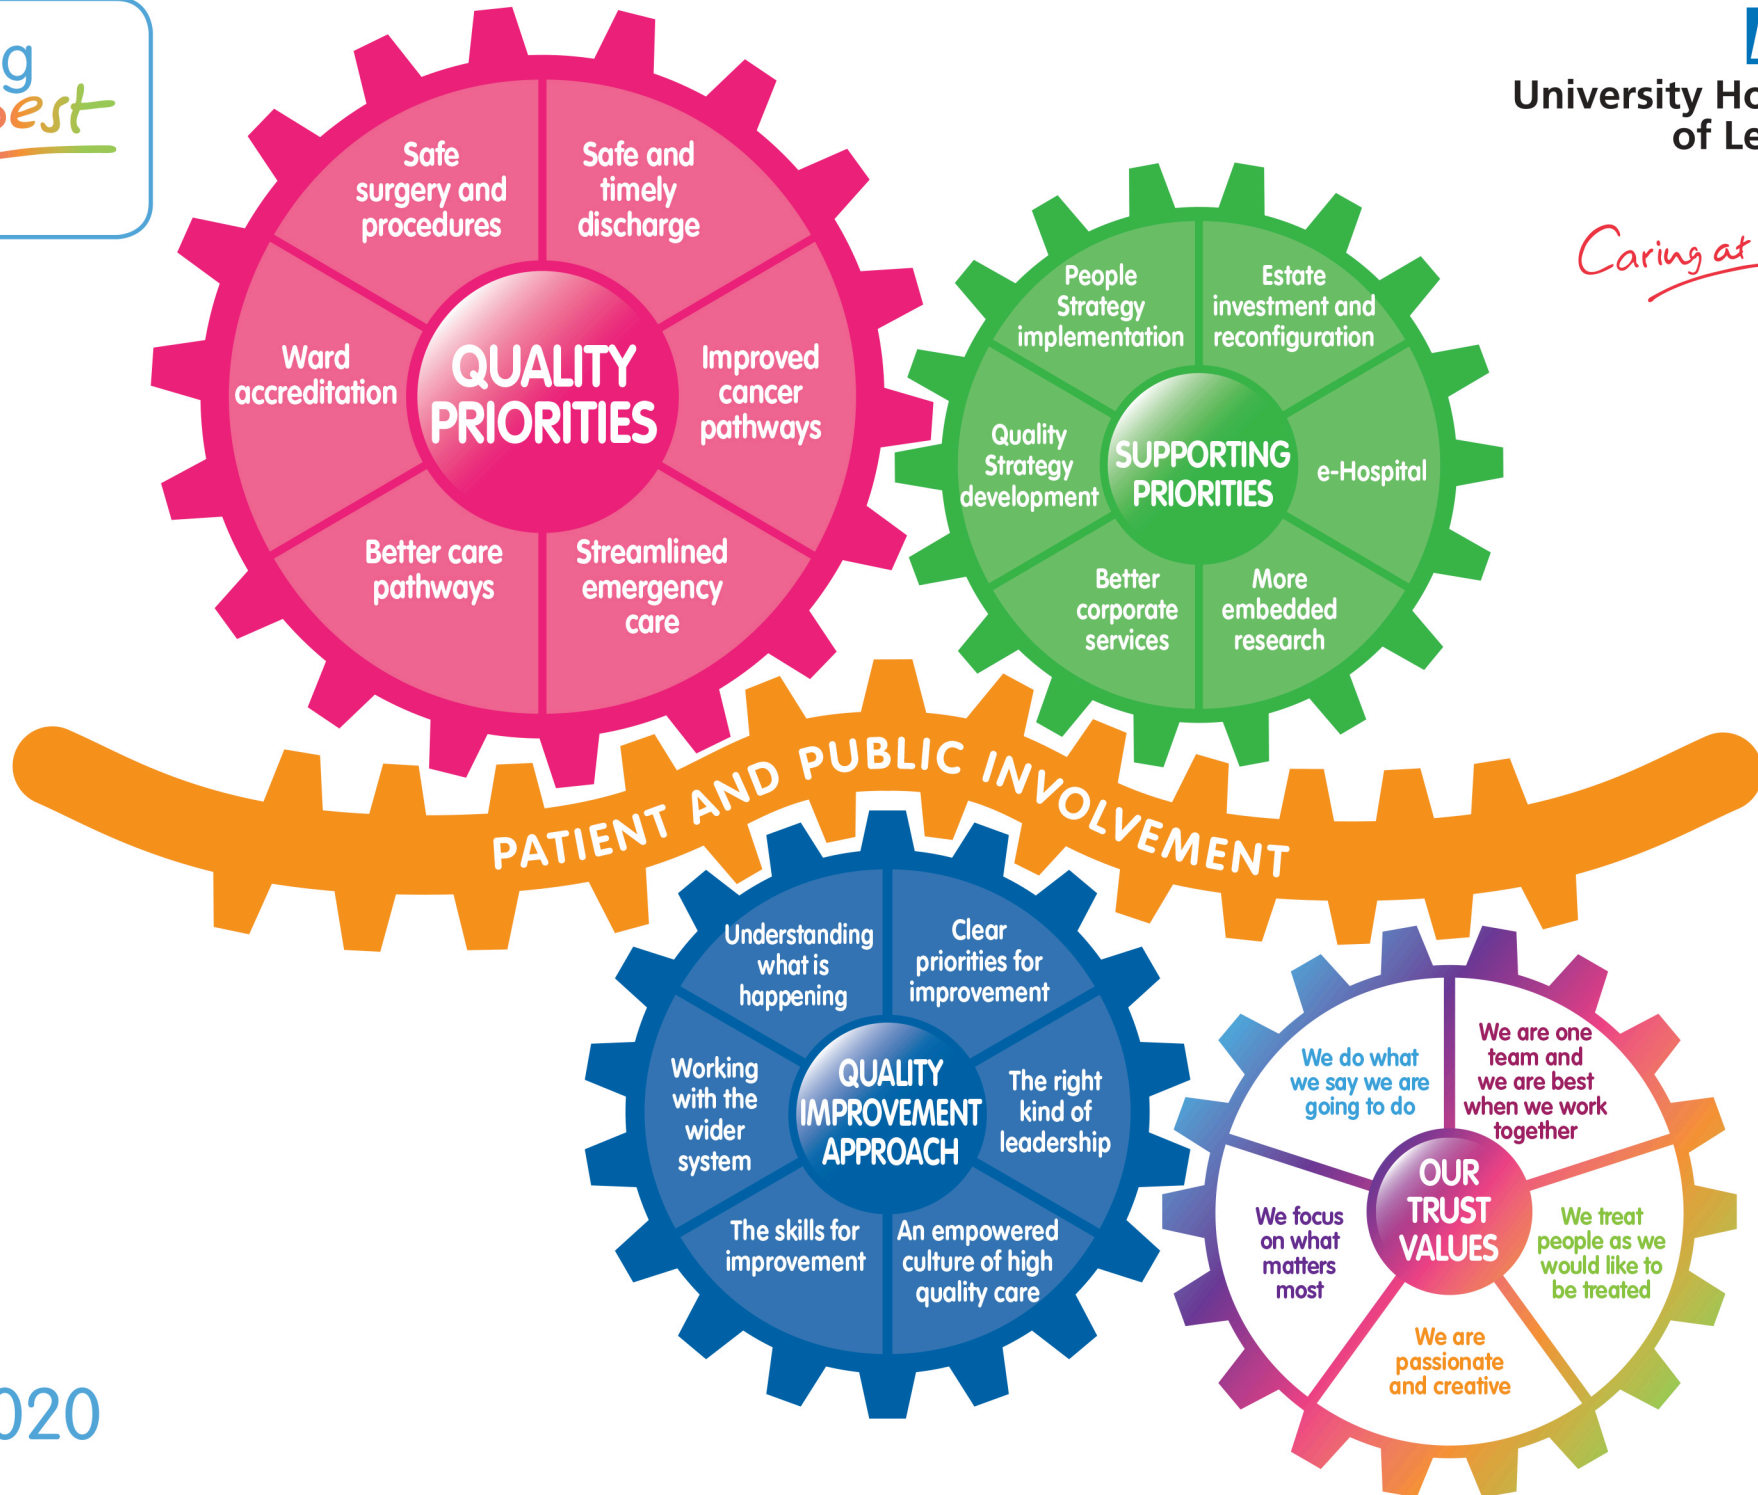 g
best
University Ho
of Le
Caring at
QUALITY
PRIORITIES
Safe
surgery and
procedures
Safe and
timely
discharge
Improved
cancer
pathways
Streamlined
emergency
care
Better care
pathways
Ward
accreditation
SUPPORTING
PRIORITIES
People
Strategy
implementation
Estate
investment and
reconfiguration
e-Hospital
More
embedded
research
Better
corporate
services
Quality
Strategy
development
PATIENT AND PUBLIC INVOLVEMENT
QUALITY
IMPROVEMENT
APPROACH
Understanding
what is
happening
Clear
priorities for
improvement
The right
kind of
leadership
An empowered
culture of high
quality care
The skills for
improvement
Working
with the
wider
system
OUR
TRUST
VALUES
We do what
we say we are
going to do
We are one
team and
we are best
when we work
together
We treat
people as we
would like to
be treated
We are
passionate
and creative
We focus
on what
matters
most
020